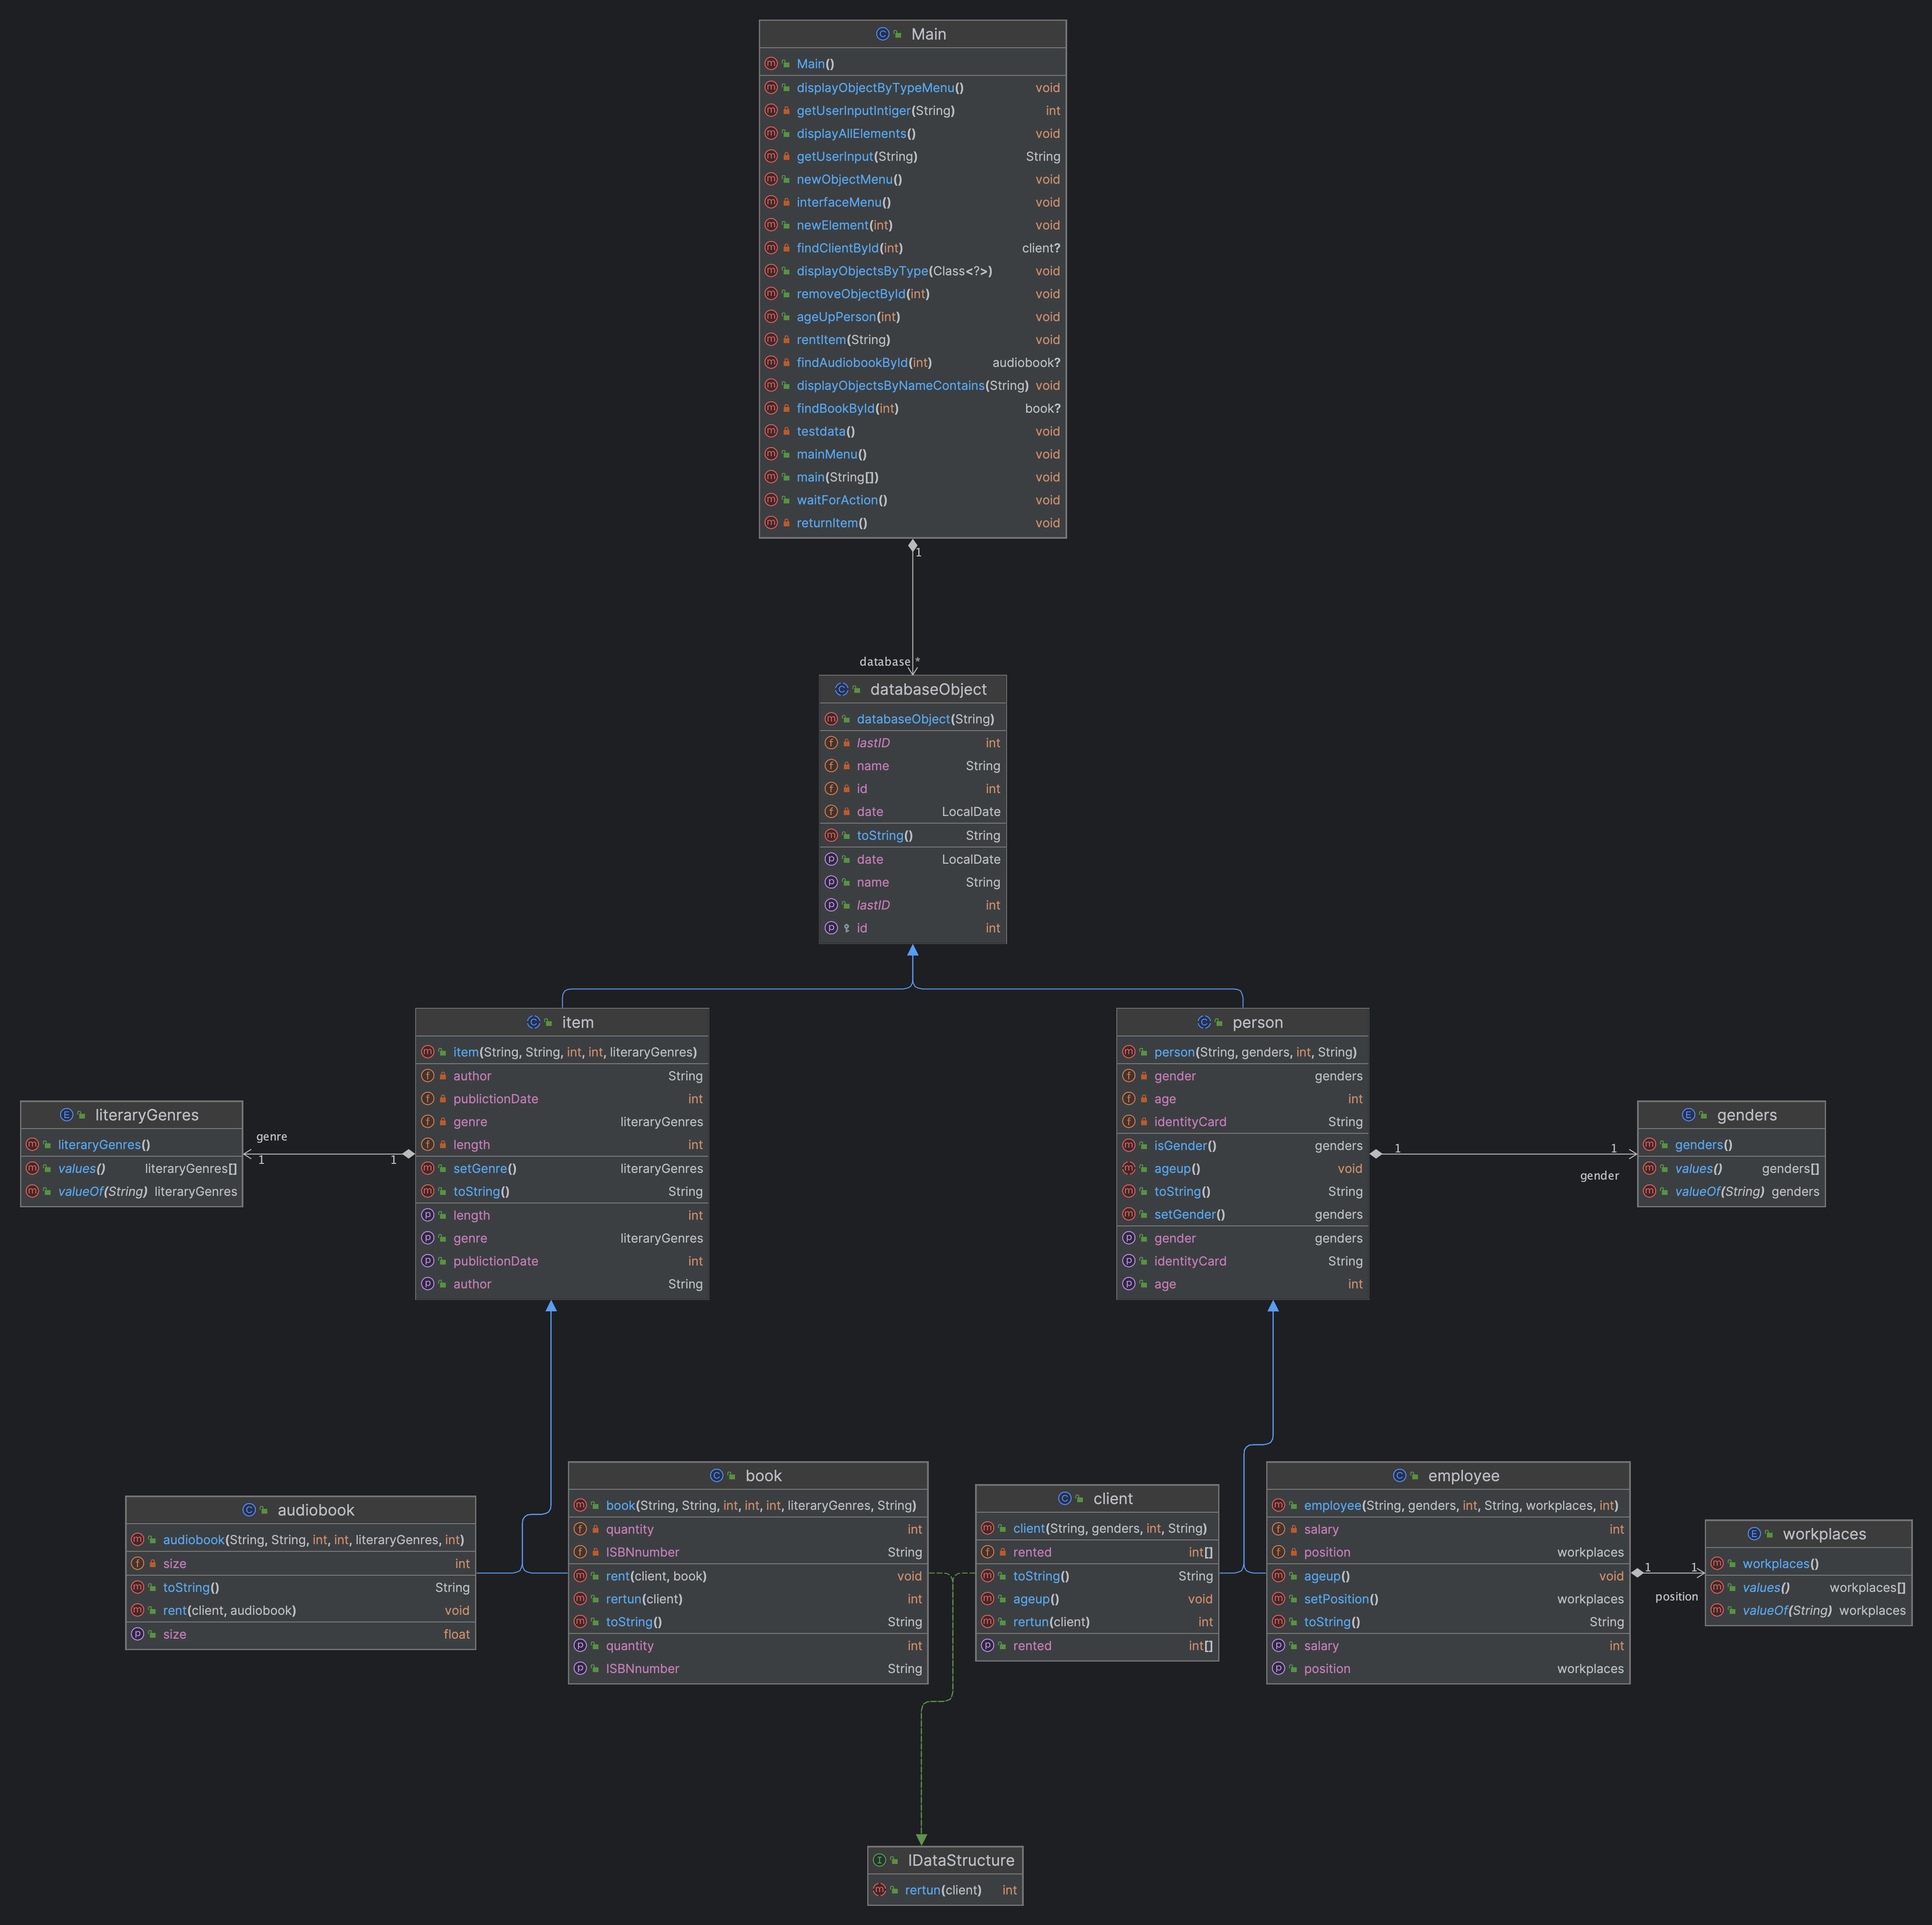 Main
Main()
displayObjectByTypeMenu() void
getUserInputIntiger(String) int
displayAllElements() void
getUserInput(String) String
newObjectMenu() void
interfaceMenu() void
newElement(int) void
findClientById(int) client?
displayObjectsByType(Class<?>) void
removeObjectById(int) void
ageUpPerson(int) void
rentItem(String) void
findAudiobookById(int) audiobook?
displayObjectsByNameContains(String) void
findBookById(int) book?
testdata() void
mainMenu() void
main(String[]) void
waitForAction() void
returnItem() void
1
database *
databaseObject
databaseObject(String)
lastID int
name String
id int
date LocalDate
toString() String
date LocalDate
name String
lastID int
id int
item
item(String, String, int, int, literaryGenres)
author String
publictionDate int
genre literaryGenres
length int
setGenre() literaryGenres
toString() String
length int
genre literaryGenres
publictionDate int
author String
person
person(String, genders, int, String)
gender genders
age int
identityCard String
isGender() genders
ageup() void
toString() String
setGender() genders
gender genders
identityCard String
age int
literaryGenres
literaryGenres()
values() literaryGenres[]
valueOf(String) literaryGenres
genre
1 1
genders
genders()
values() genders[]
valueOf(String) genders
1 1
gender
audiobook
audiobook(String, String, int, int, literaryGenres, int)
size int
toString() String
rent(client, audiobook) void
size float
book
book(String, String, int, int, int, literaryGenres, String)
quantity int
ISBNnumber String
rent(client, book) void
rertun(client) int
toString() String
quantity int
ISBNnumber String
client
client(String, genders, int, String)
rented int[]
toString() String
ageup() void
rertun(client) int
rented int[]
employee
employee(String, genders, int, String, workplaces, int)
salary int
position workplaces
ageup() void
setPosition() workplaces
toString() String
salary int
position workplaces
1 1
position
workplaces
workplaces()
values() workplaces[]
valueOf(String) workplaces
IDataStructure
rertun(client) int